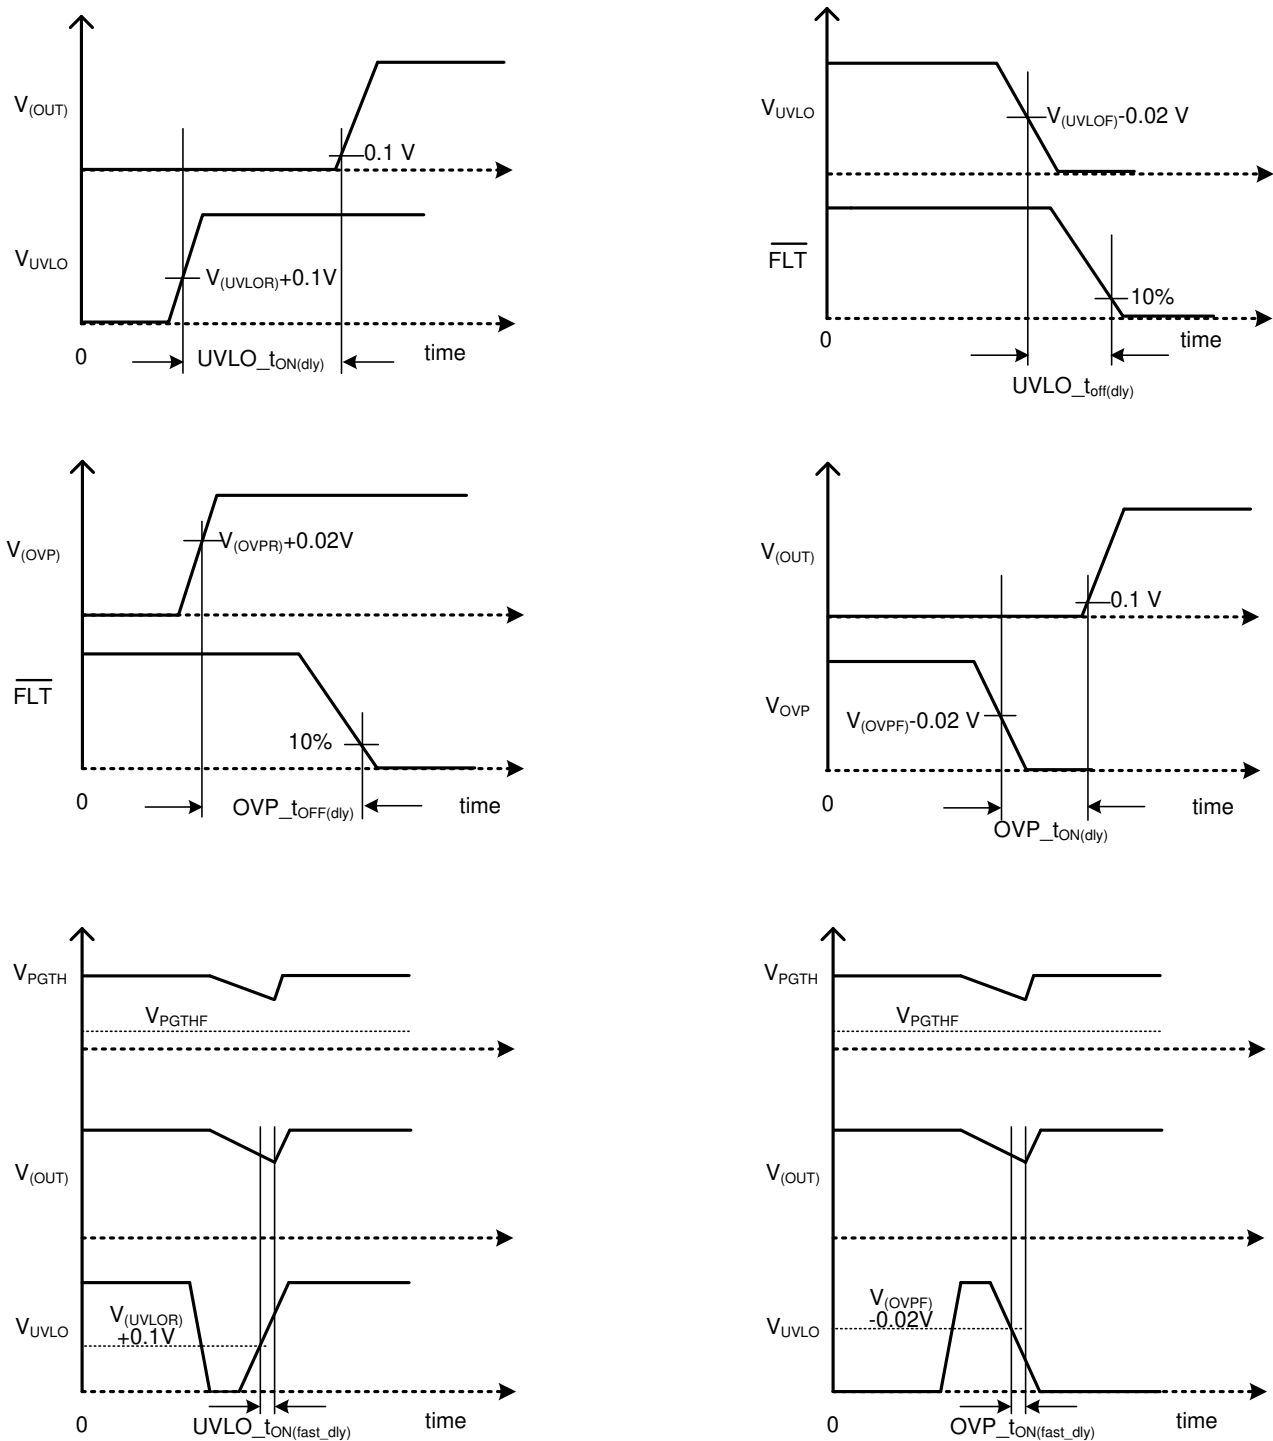 V(OUT)
0.1 V
VUVLO
V(UVLOR)+0.1V
0
UVLO_tON(dly)
time
VUVLO
V(UVLOF)-0.02 V
FLT
10%
0
time
UVLO_toff(dly)
V(OVP)
V(OVPR)+0.02V
FLT
10%
0
OVP_tOFF(dly)
time
V(OUT)
0.1 V
VOVP
V(OVPF)-0.02 V
0
time
OVP_tON(dly)
VPGTH
VPGTHF
V(OUT)
VUVLO
V(UVLOR)
+0.1V
0
UVLO_tON(fast_dly)
time
VPGTH
VPGTHF
V(OUT)
VUVLO
V(OVPF)
-0.02V
0
OVP_tON(fast_dly)
time